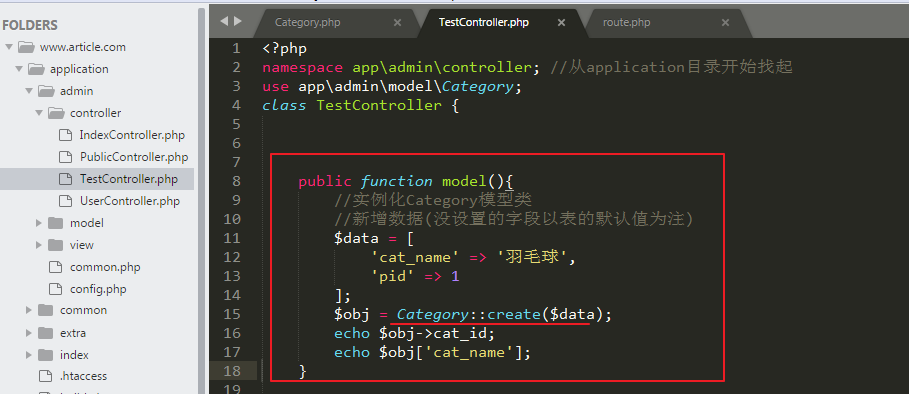 FOLDERS
www.article.com
application
admin
controller
IndexController.php
PublicController.php
TestController.php
UserController.php
model
view
common.php
config.php
common
extra
index
.htaccess
Category.php × TestController.php × route.php ×
1 <?php
2 namespace app\admin\controller; //从application目录开始找起
3 use app\admin\model\Category;
4 class TestController {
5
6
7
8 public function model(){
9 //实例化Category模型类
10 //新增数据(没设置的字段以表的默认值为注)
11 $data = [
12 'cat_name' => '羽毛球',
13 'pid' => 1
14 ];
15 $obj = Category::create($data);
16 echo $obj->cat_id;
17 echo $obj['cat_name'];
18 }
19